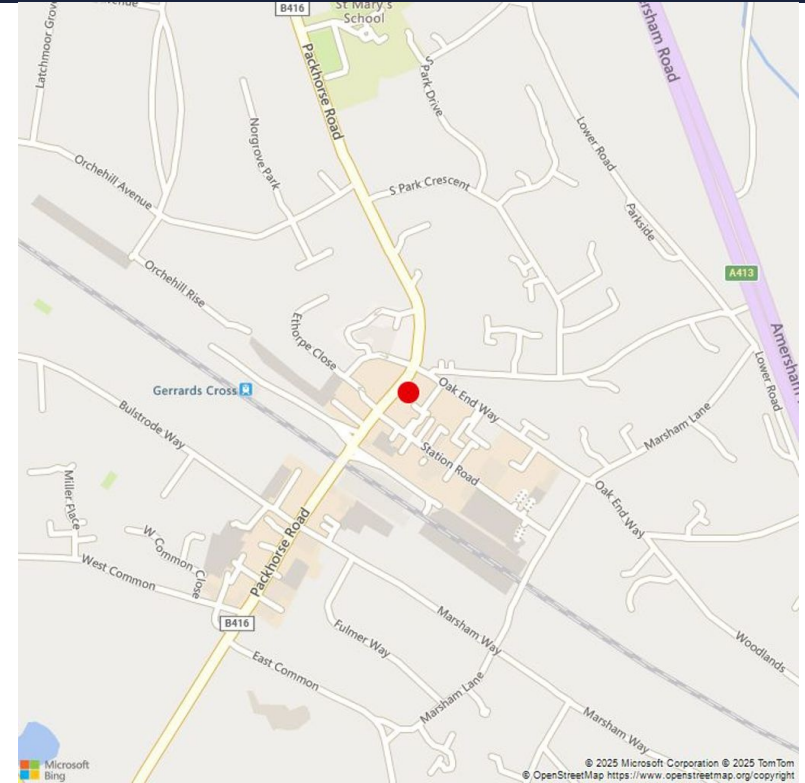 B416
St Mary's
School
Latchmoor Grov
Packhorse Road
S Park Drive
Amersham Road
Norgrove Park
Lower Road
Orchehill Avenue
S Park Crescent
Parkside
A413
Orchehill Rise
Ethorpe Close
Amersham
Lower Road
Gerrards Cross
Oak End Way
Bulstrode Way
Station Road
Marsham Lane
Miller Place
Oak End Way
W Common Close
Packhorse Road
West Common
B416
Fulmer Way
Marsham Way
Woodlands
East Common
Marsham Lane
Marsham Way
Microsoft
Bing
© 2025 Microsoft Corporation © 2025 TomTom
© OpenStreetMap https://www.openstreetmap.org/copyright